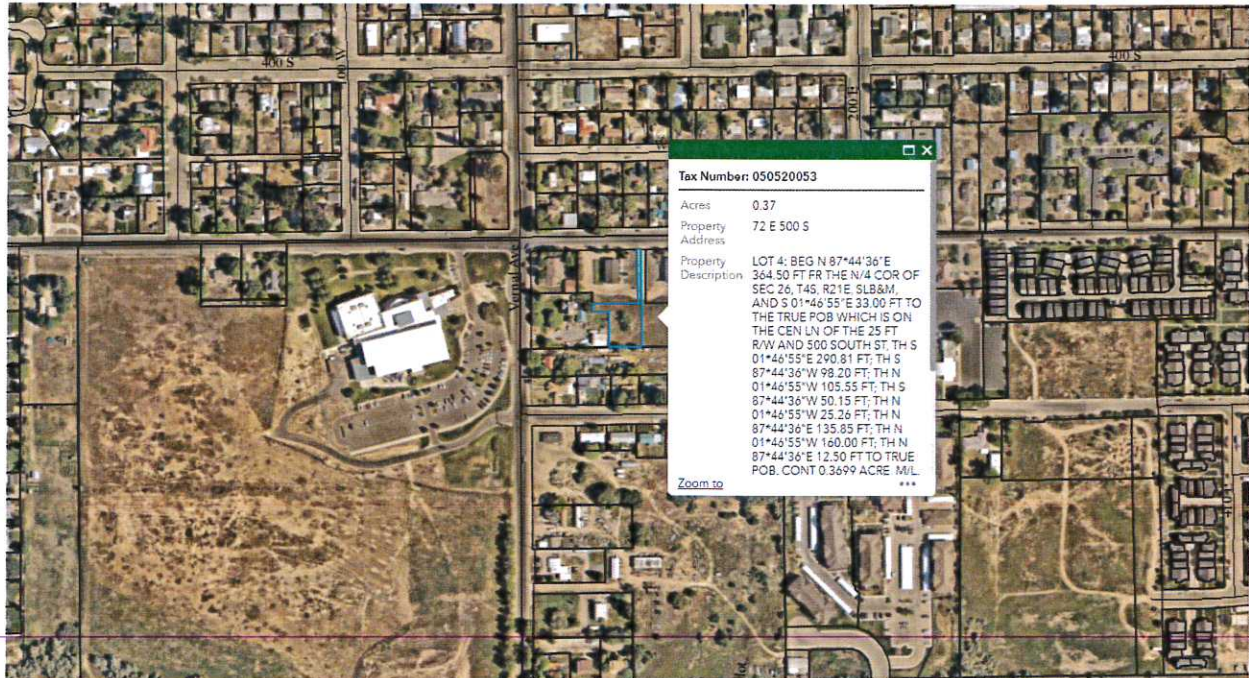 400 S
400 S
200 E
Vernal Ave
Tax Number: 050520053
Acres 0.37
Property Address 72 E 500 S
Property Description LOT 4: BEG N 87*44'36"E
364.50 FT FR THE N/4 COR OF
SEC 26, T4S, R21E, SLB&M,
AND S 01*46'55"E 33.00 FT TO
THE TRUE POB WHICH IS ON
THE CEN LN OF THE 25 FT
R/W AND 500 SOUTH ST, TH S
01*46'55"E 290.81 FT; TH S
87*44'36"W 98.20 FT; TH N
01*46'55"W 105.55 FT; TH S
87*44'36"W 50.15 FT; TH N
01*46'55"W 25.26 FT; TH N
87*44'36"E 135.85 FT; TH N
01*46'55"W 160.00 FT; TH N
87*44'36"E 12.50 FT TO TRUE
POB. CONT 0.3699 ACRE M/L.
Zoom to